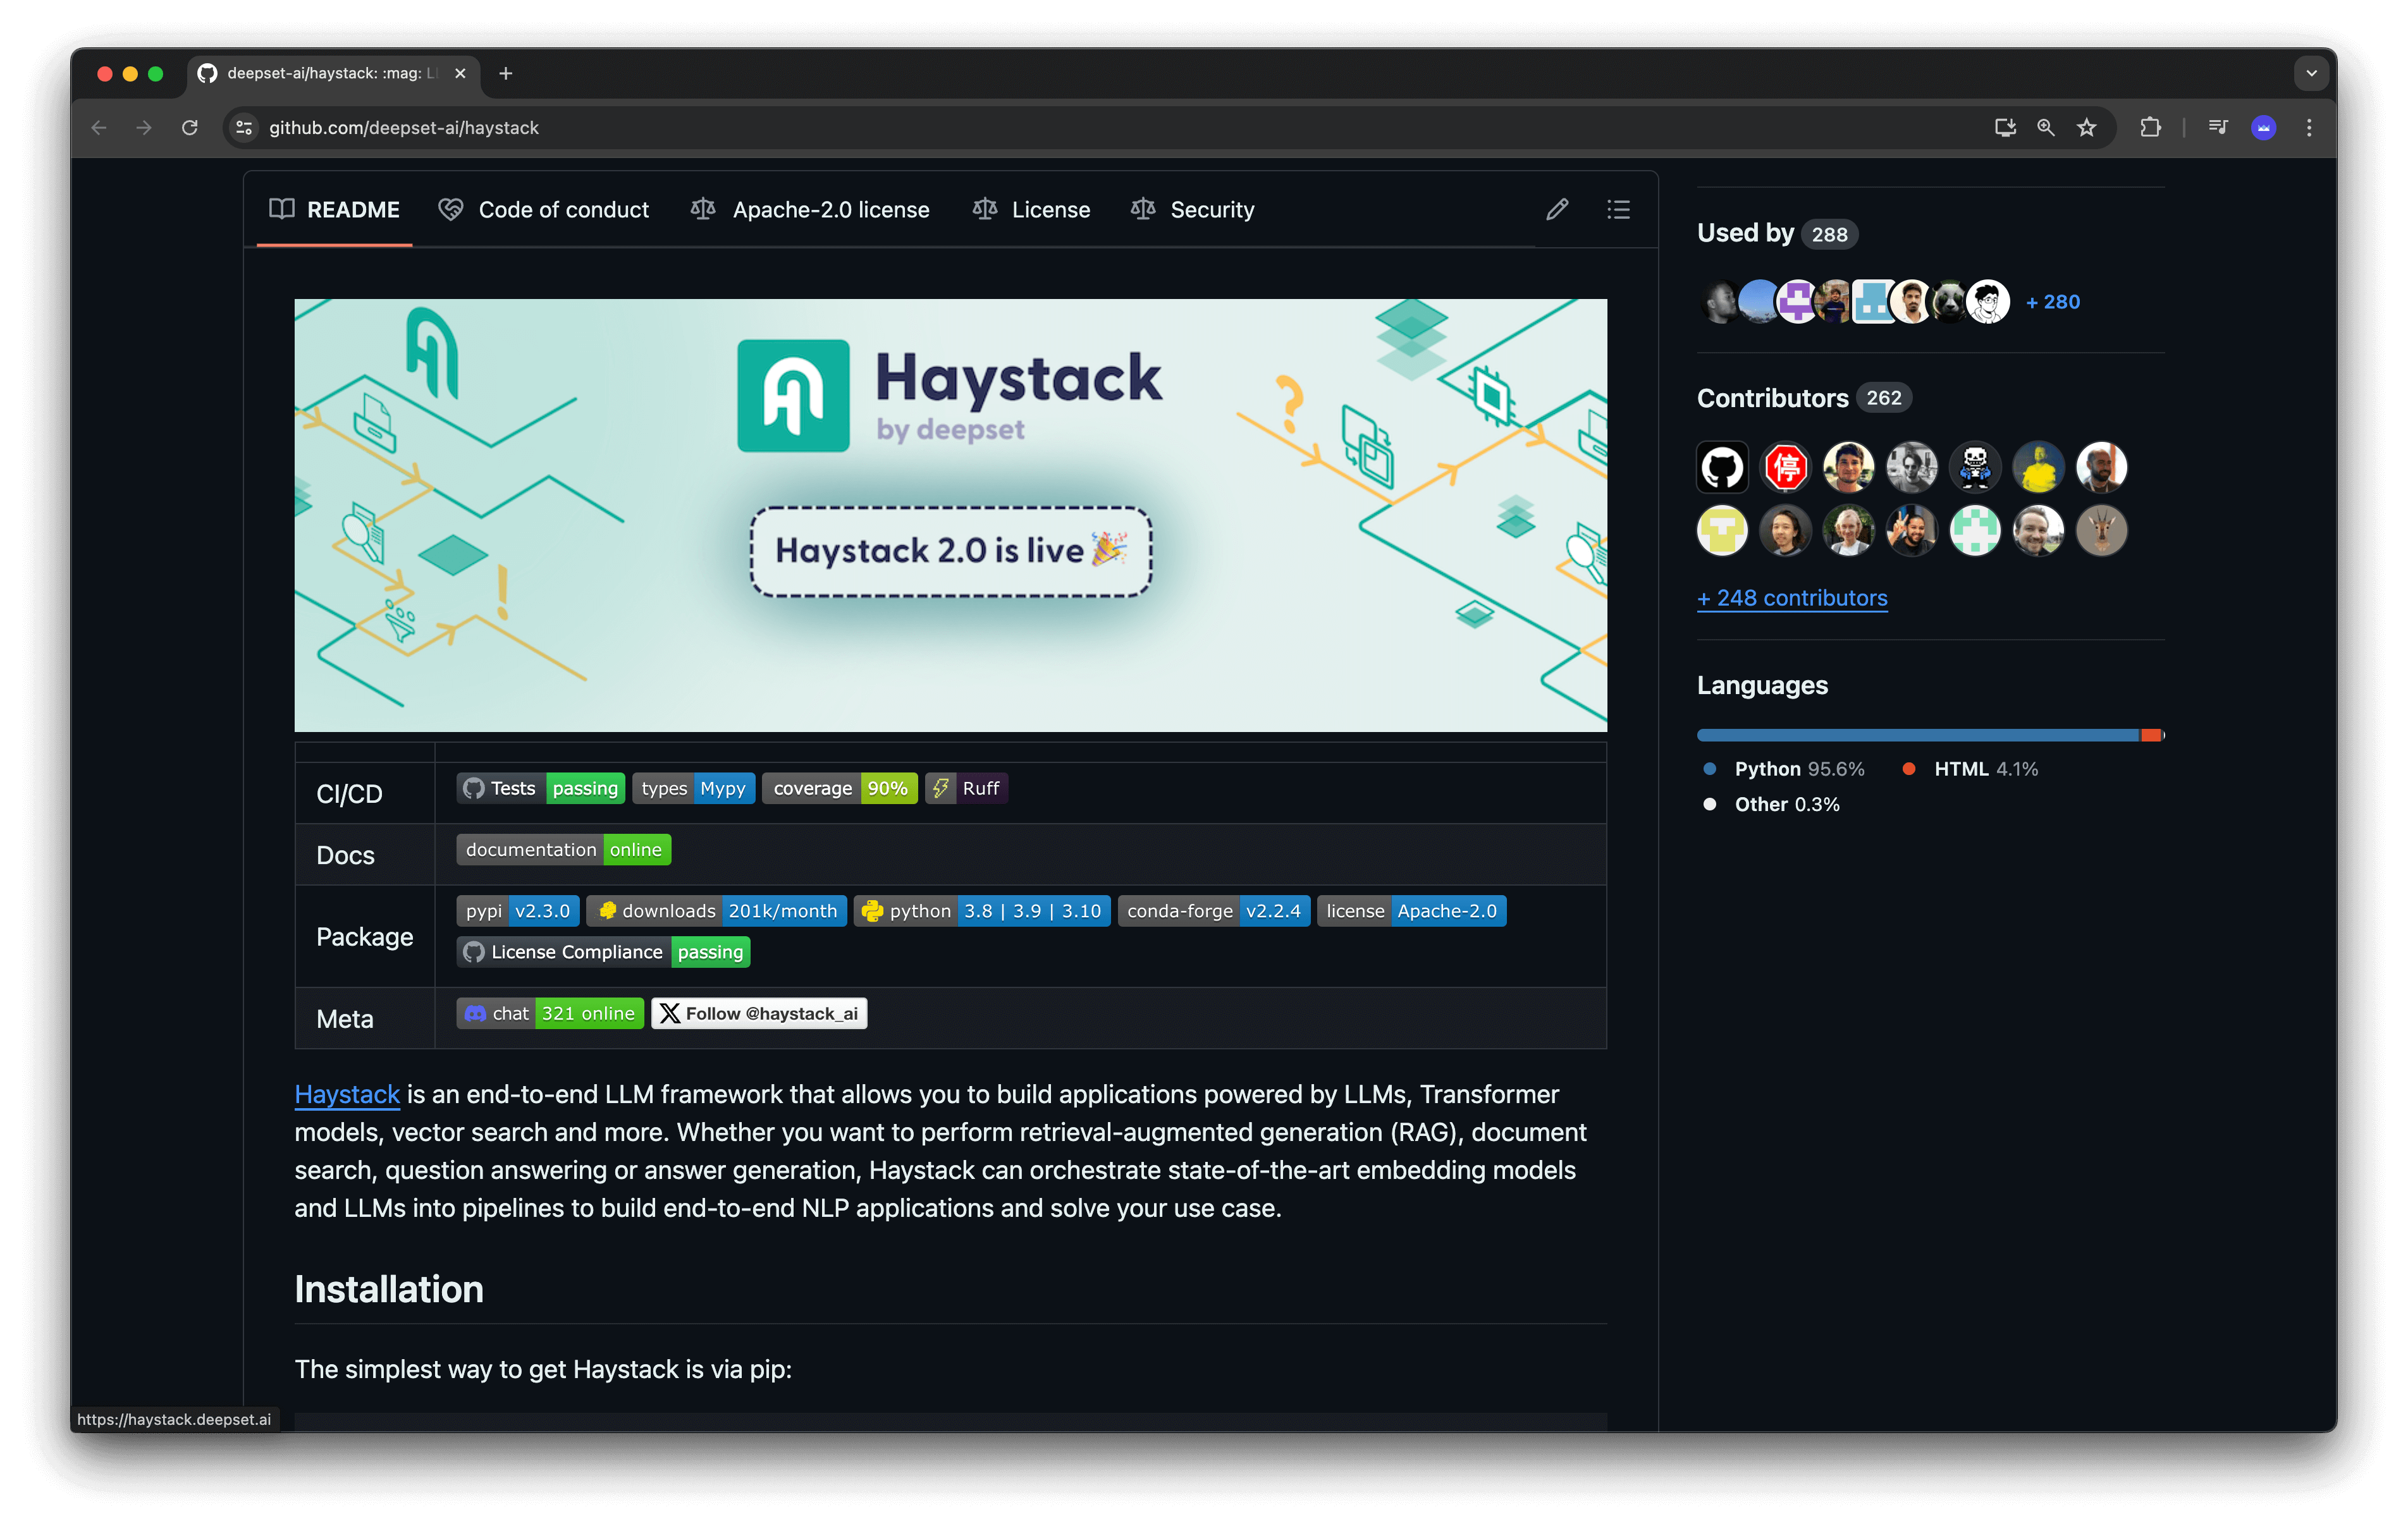 deepset-ai/haystack: :mag: L
github.com/deepset-ai/haystack
README
Code of conduct
Apache-2.0 license
License
Security
Haystack
by deepset
Haystack 2.0 is live 🎉
CI/CD
Tests passing
types Mypy
coverage 90%
Ruff
Docs
documentation online
Package
pypi v2.3.0
downloads 201k/month
python 3.8 | 3.9 | 3.10
conda-forge v2.2.4
license Apache-2.0
License Compliance passing
Meta
chat 321 online
Follow @haystack_ai
Haystack is an end-to-end LLM framework that allows you to build applications powered by LLMs, Transformer
models, vector search and more. Whether you want to perform retrieval-augmented generation (RAG), document
search, question answering or answer generation, Haystack can orchestrate state-of-the-art embedding models
and LLMs into pipelines to build end-to-end NLP applications and solve your use case.
Installation
The simplest way to get Haystack is via pip:
https://haystack.deepset.ai
Used by 288
+ 280
Contributors 262
停
+ 248 contributors
Languages
Python 95.6%
HTML 4.1%
Other 0.3%